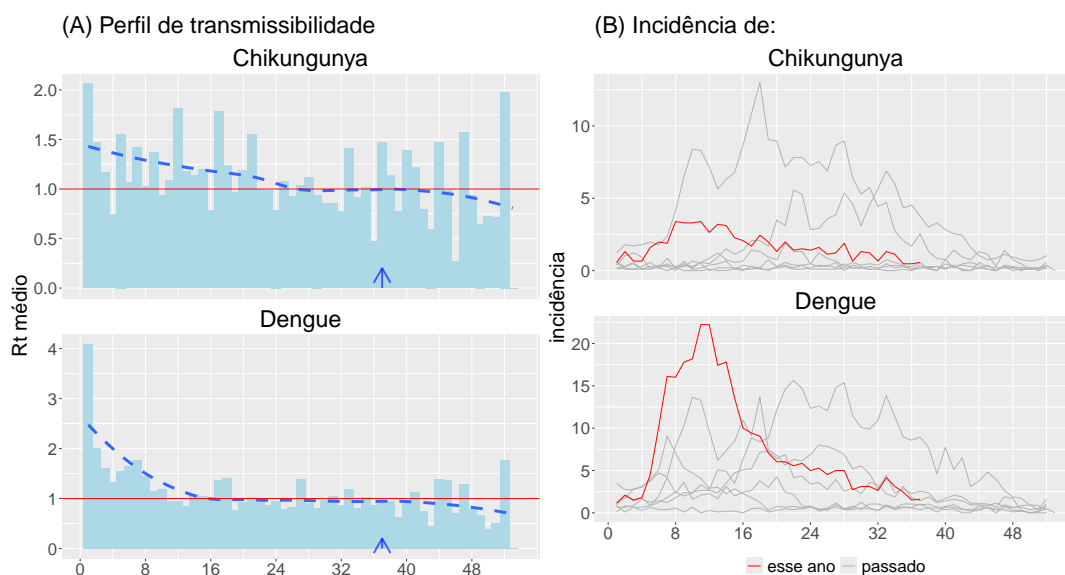 (A) Perfil de transmissibilidade
Chikungunya
2.0
1.5
1.0
0.5
0.0
Dengue
4
3
2
1
0
0 8 16 24 32 40 48
Rt médio
(B) Incidência de:
Chikungunya
10
5
0
Dengue
20
15
10
5
0
0 8 16 24 32 40 48
incidência
esse ano passado